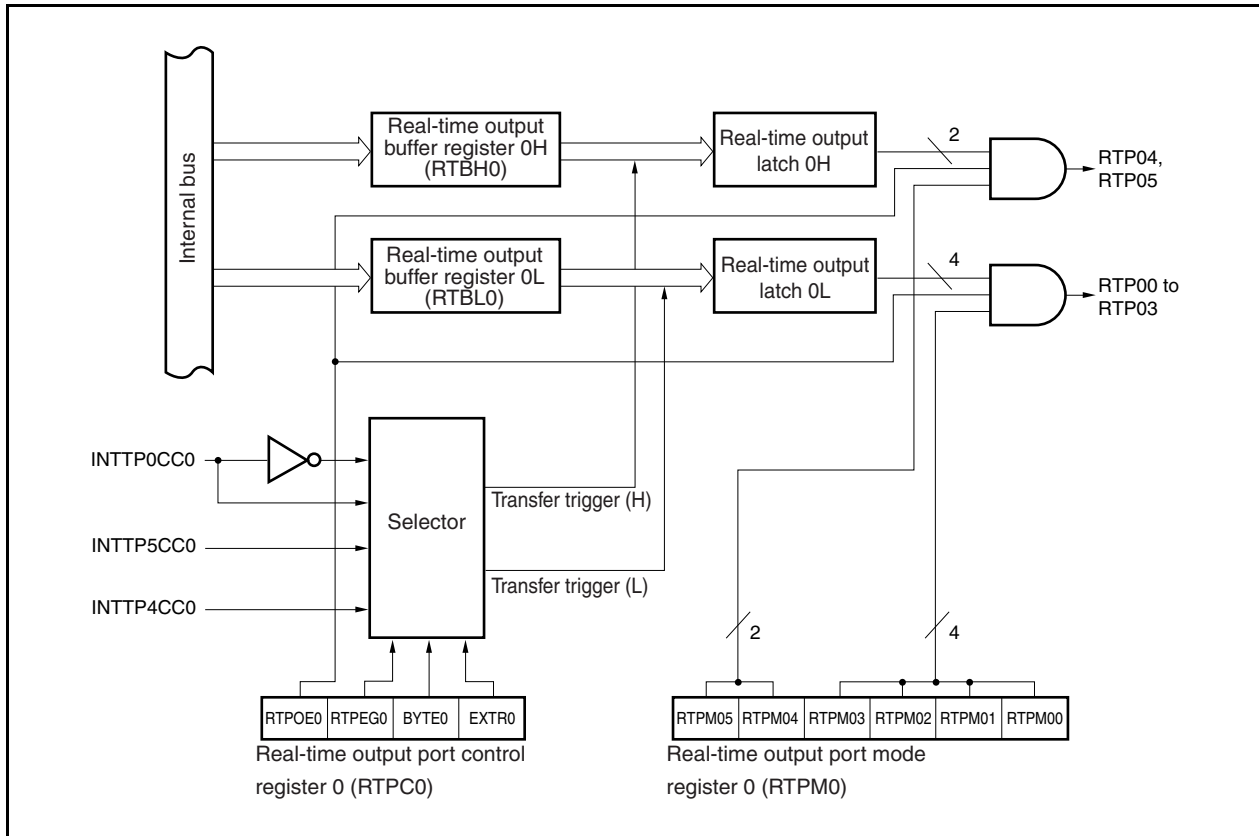 Internal bus
Real-time output
buffer register 0H
(RTBH0)
Real-time output
latch 0H
2
RTP04,
RTP05
Real-time output
buffer register 0L
(RTBL0)
Real-time output
latch 0L
4
RTP00 to
RTP03
INTTP0CC0
INTTP5CC0
INTTP4CC0
Selector
Transfer trigger (H)
Transfer trigger (L)
2
4
RTPOE0 RTPEG0 BYTE0 EXTR0
Real-time output port control
register 0 (RTPC0)
RTPM05 RTPM04 RTPM03 RTPM02 RTPM01 RTPM00
Real-time output port mode
register 0 (RTPM0)